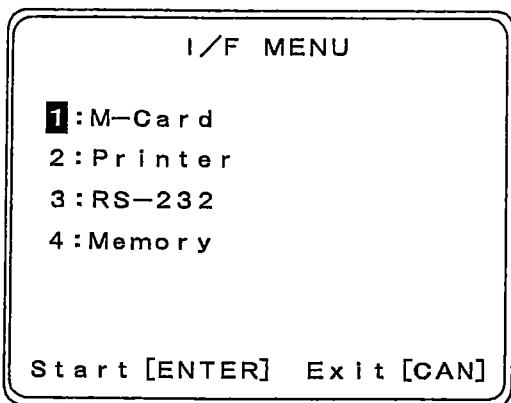 I/F MENU
1:M-Card
2:Printer
3:RS-232
4:Memory
Start[ENTER] Exit[CAN]